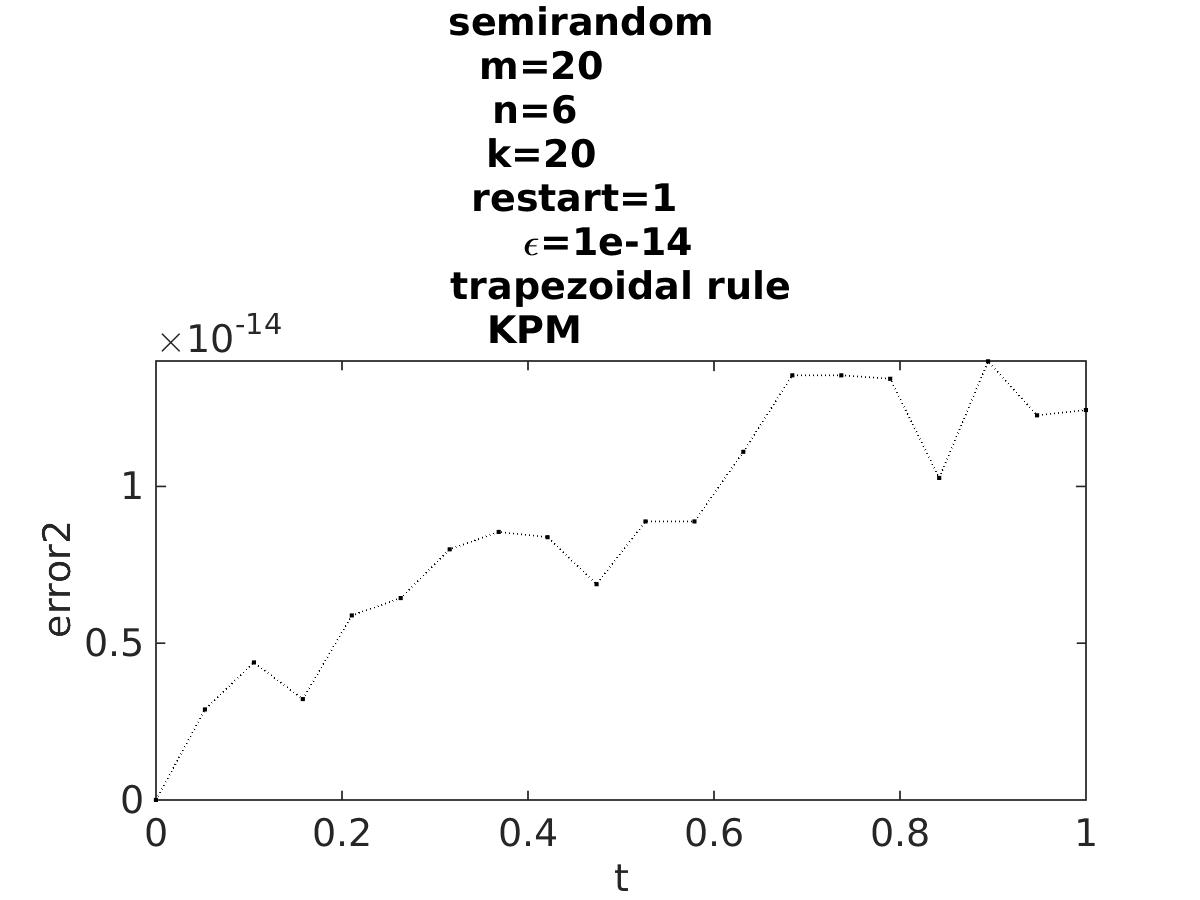 semirandom
m=20
n=6
k=20
restart=1
ϵ=1e-14
trapezoidal rule
KPM
×10-14
1
0.5
0
error2
0 0.2 0.4 0.6 0.8 1
t